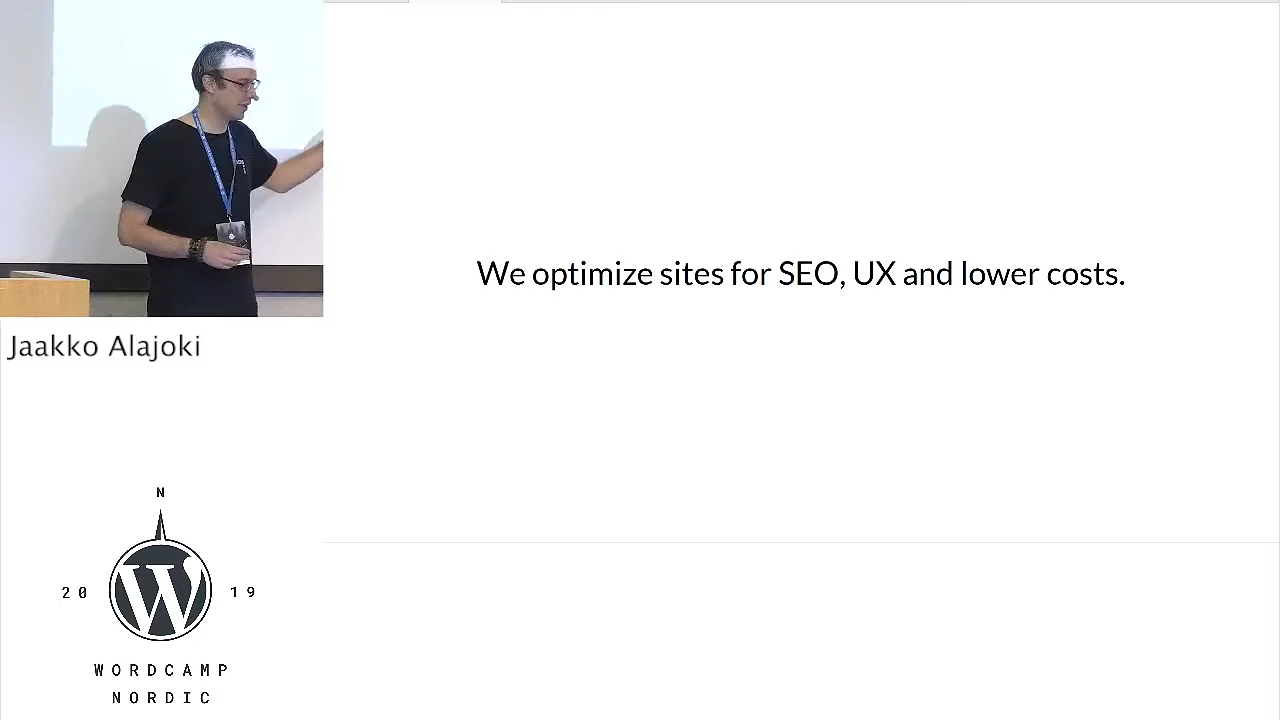 We optimize sites for SEO, UX and lower costs.
Jaakko Alajoki
N
20 19
WORDCAMP
NORDIC